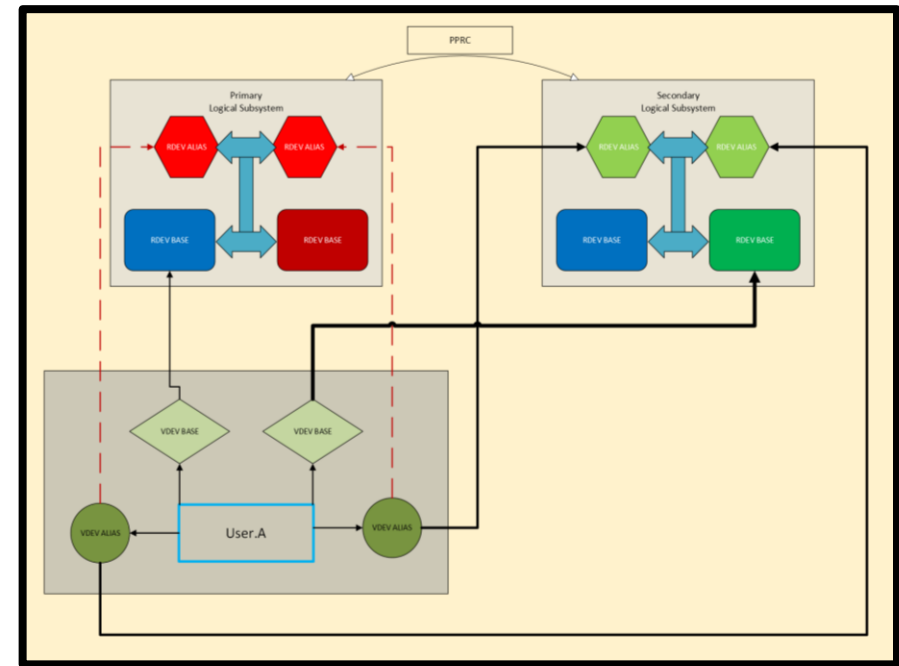 PPRC
Primary
Logical Subsystem
Secondary
Logical Subsystem
RDEV ALIAS
RDEV ALIAS
RDEV ALIAS
RDEV ALIAS
RDEV BASE
RDEV BASE
RDEV BASE
RDEV BASE
VDEV BASE
VDEV BASE
VDEV ALIAS
User.A
VDEV ALIAS